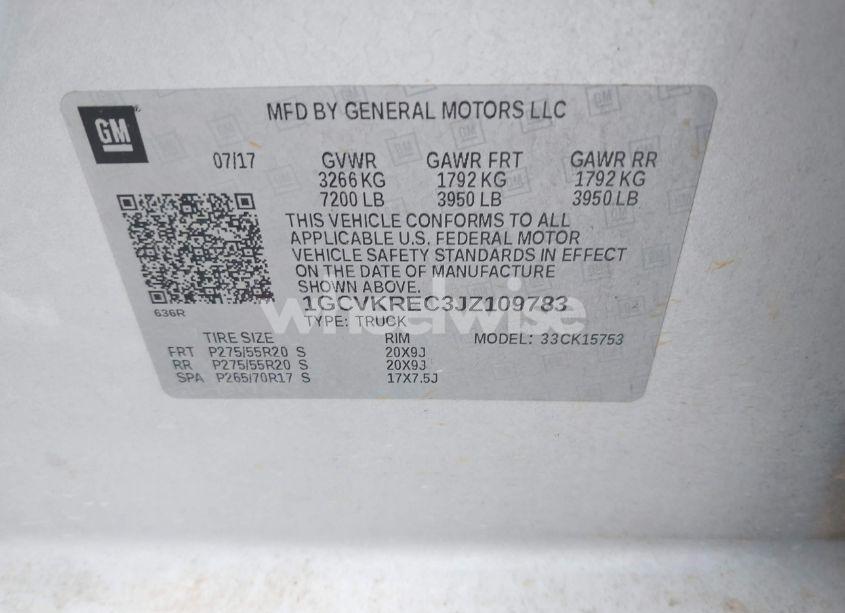 GM
MFD BY GENERAL MOTORS LLC
07/17 GVWR GAWR FRT GAWR RR
3266 KG 1792 KG 1792 KG
7200 LB 3950 LB 3950 LB
THIS VEHICLE CONFORMS TO ALL
APPLICABLE U.S. FEDERAL MOTOR
VEHICLE SAFETY STANDARDS IN EFFECT
ON THE DATE OF MANUFACTURE
SHOWN ABOVE.
636R
1GCVKREC3JZ109783
wheelwise
TYPE: TRUCK
TIRE SIZE RIM MODEL: 33CK15753
FRT P275/55R20 S 20X9J
RR P275/55R20 S 20X9J
SPA P265/70R17 S 17X7.5J